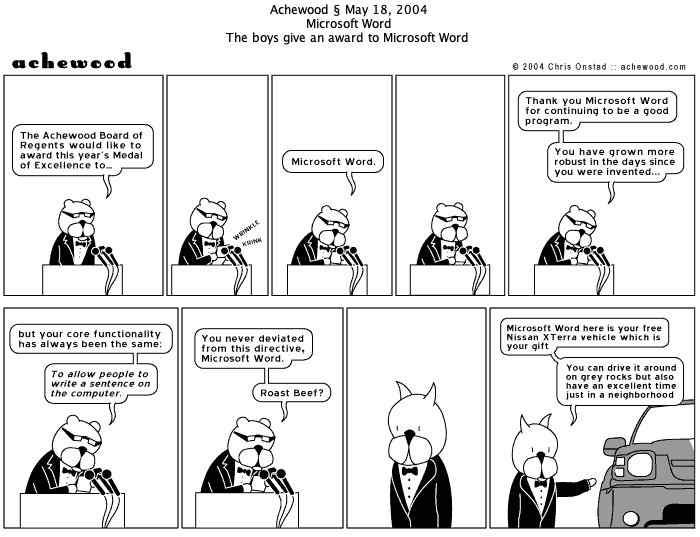 Achewood § May 18, 2004
Microsoft Word
The boys give an award to Microsoft Word
achewood
© 2004 Chris Onstad :: achewood.com
The Achewood Board of
Regents would like to
award this year's Medal
of Excellence to...
WRINKLE
KRINK
Microsoft Word.
Thank you Microsoft Word
for continuing to be a good
program.
You have grown more
robust in the days since
you were invented...
but your core functionality
has always been the same:
To allow people to
write a sentence on
the computer.
You never deviated
from this directive,
Microsoft Word.
Roast Beef?
Microsoft Word here is your free
Nissan XTerra vehicle which is
your gift
You can drive it around
on grey rocks but also
have an excellent time
just in a neighborhood